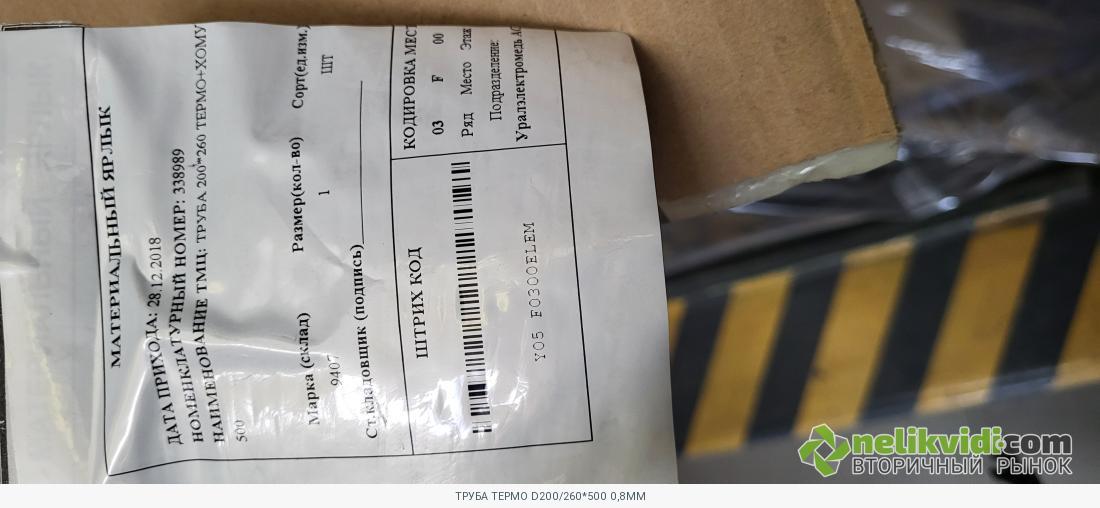 МАТЕРИАЛЬНЫЙ ЯРЛЫК
ДАТА ПРИХОДА: 28.12.2018
НОМЕНКЛАТУРНЫЙ НОМЕР: 338989
НАИМЕНОВАНИЕ ТМЦ: ТРУБА 200*260 ТЕРМО+ХОМУ
500
Марка (склад) Размер(кол-во) Сорт(ед.изм.)
9407 1 ШТ
Ст.кладовщик (подпись)
ШТРИХ КОД
Y05 F0300ELEM
КОДИРОВКА МЕСТ
03 F 00
Ряд Место Этаж
Подразделение:
Уралэлектромедь АО
nelikvidi.com
ВТОРИЧНЫЙ РЫНОК
ТРУБА ТЕРМО D200/260*500 0,8ММ